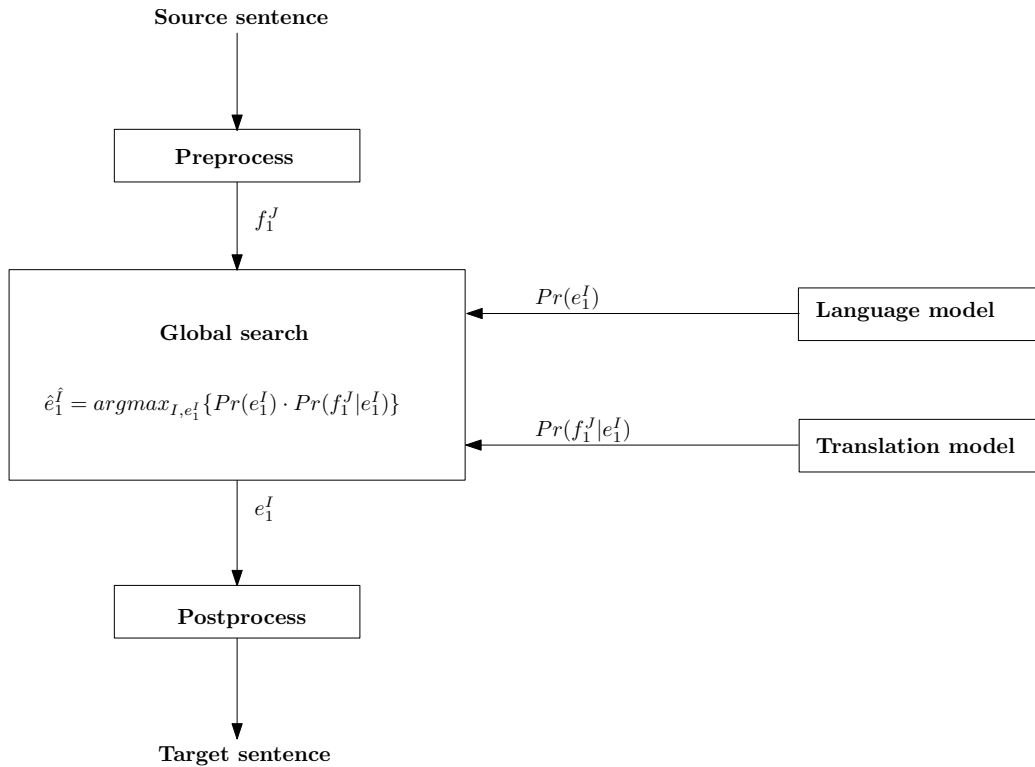 Source sentence
Preprocess
f_1^J
Global search
ê_1^Î = argmax_{I,e_1^I}{Pr(e_1^I) · Pr(f_1^J|e_1^I)}
Pr(e_1^I)
Language model
Pr(f_1^J|e_1^I)
Translation model
e_1^I
Postprocess
Target sentence